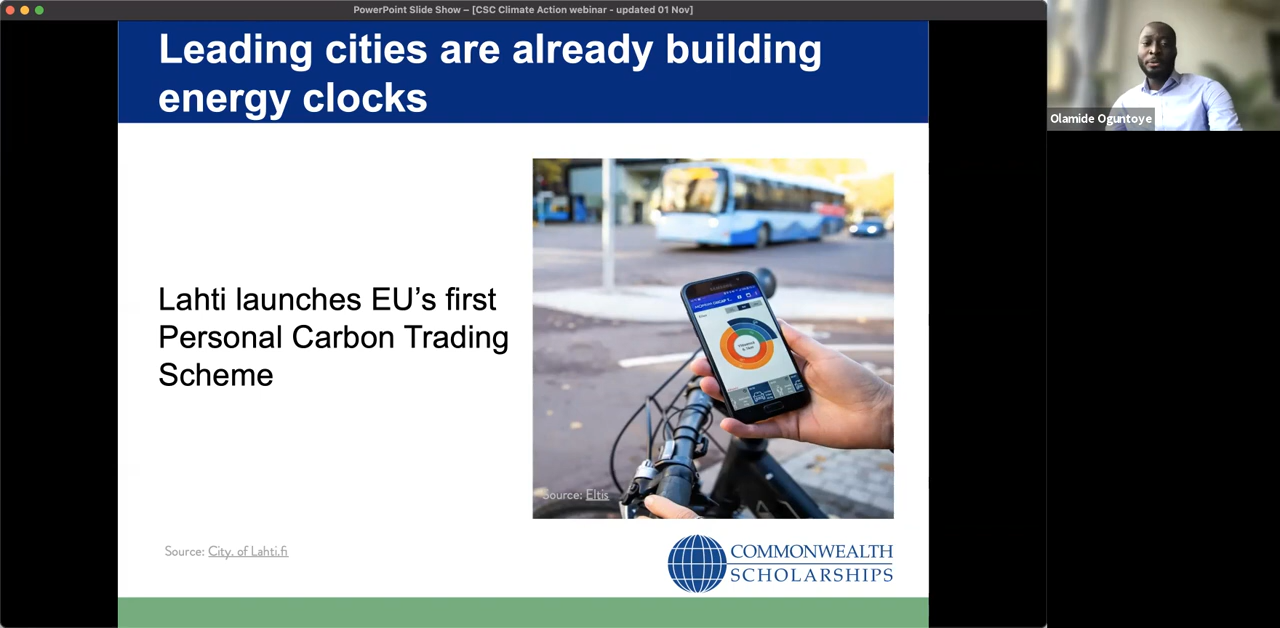 PowerPoint Slide Show – [CSC Climate Action webinar - updated 01 Nov]
Leading cities are already building
energy clocks
Olamide Oguntoye
Lahti launches EU’s first
Personal Carbon Trading
Scheme
SAMSUNG
Source: Eltis
Source: City. of Lahti.fi
COMMONWEALTH
SCHOLARSHIPS